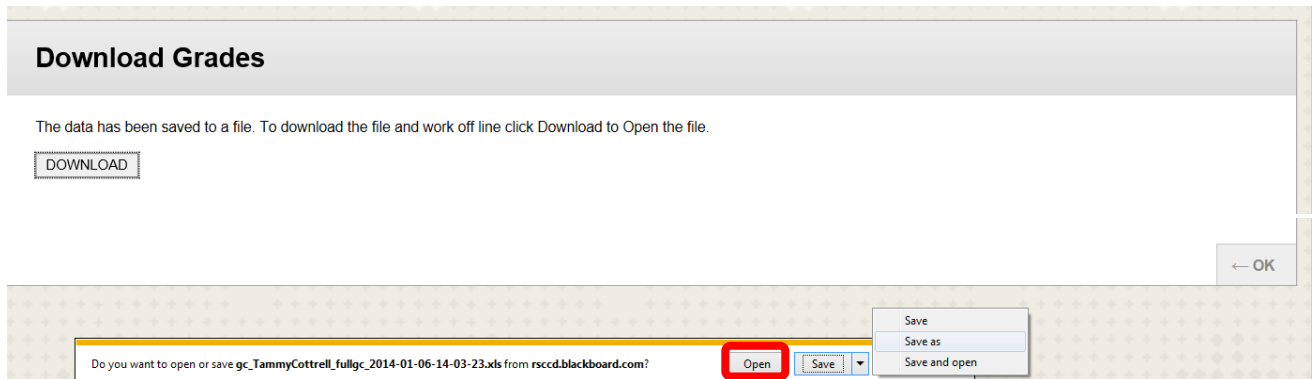 Download Grades
The data has been saved to a file. To download the file and work off line click Download to Open the file.
DOWNLOAD
← OK
Save
Save as
Save and open
Do you want to open or save gc_TammyCottrell_fullgc_2014-01-06-14-03-23.xls from rsccd.blackboard.com? Open Save